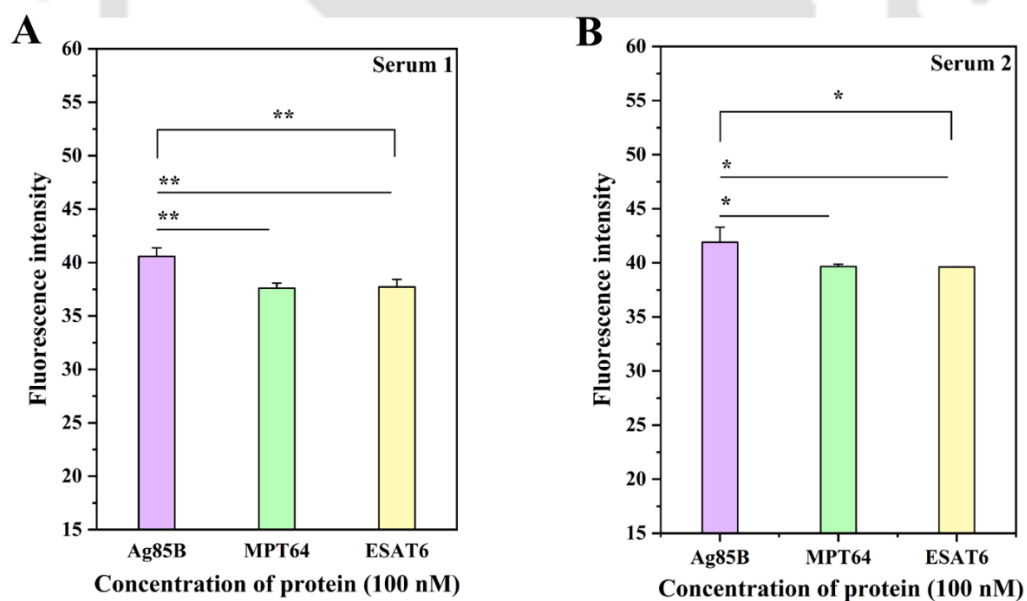 A
Serum 1
60
55
50
45
40
35
30
25
20
15
Fluorescence intensity
**
**
**
Ag85B MPT64 ESAT6
Concentration of protein (100 nM)
B
Serum 2
60
55
50
45
40
35
30
25
20
15
Fluorescence intensity
*
*
*
Ag85B MPT64 ESAT6
Concentration of protein (100 nM)